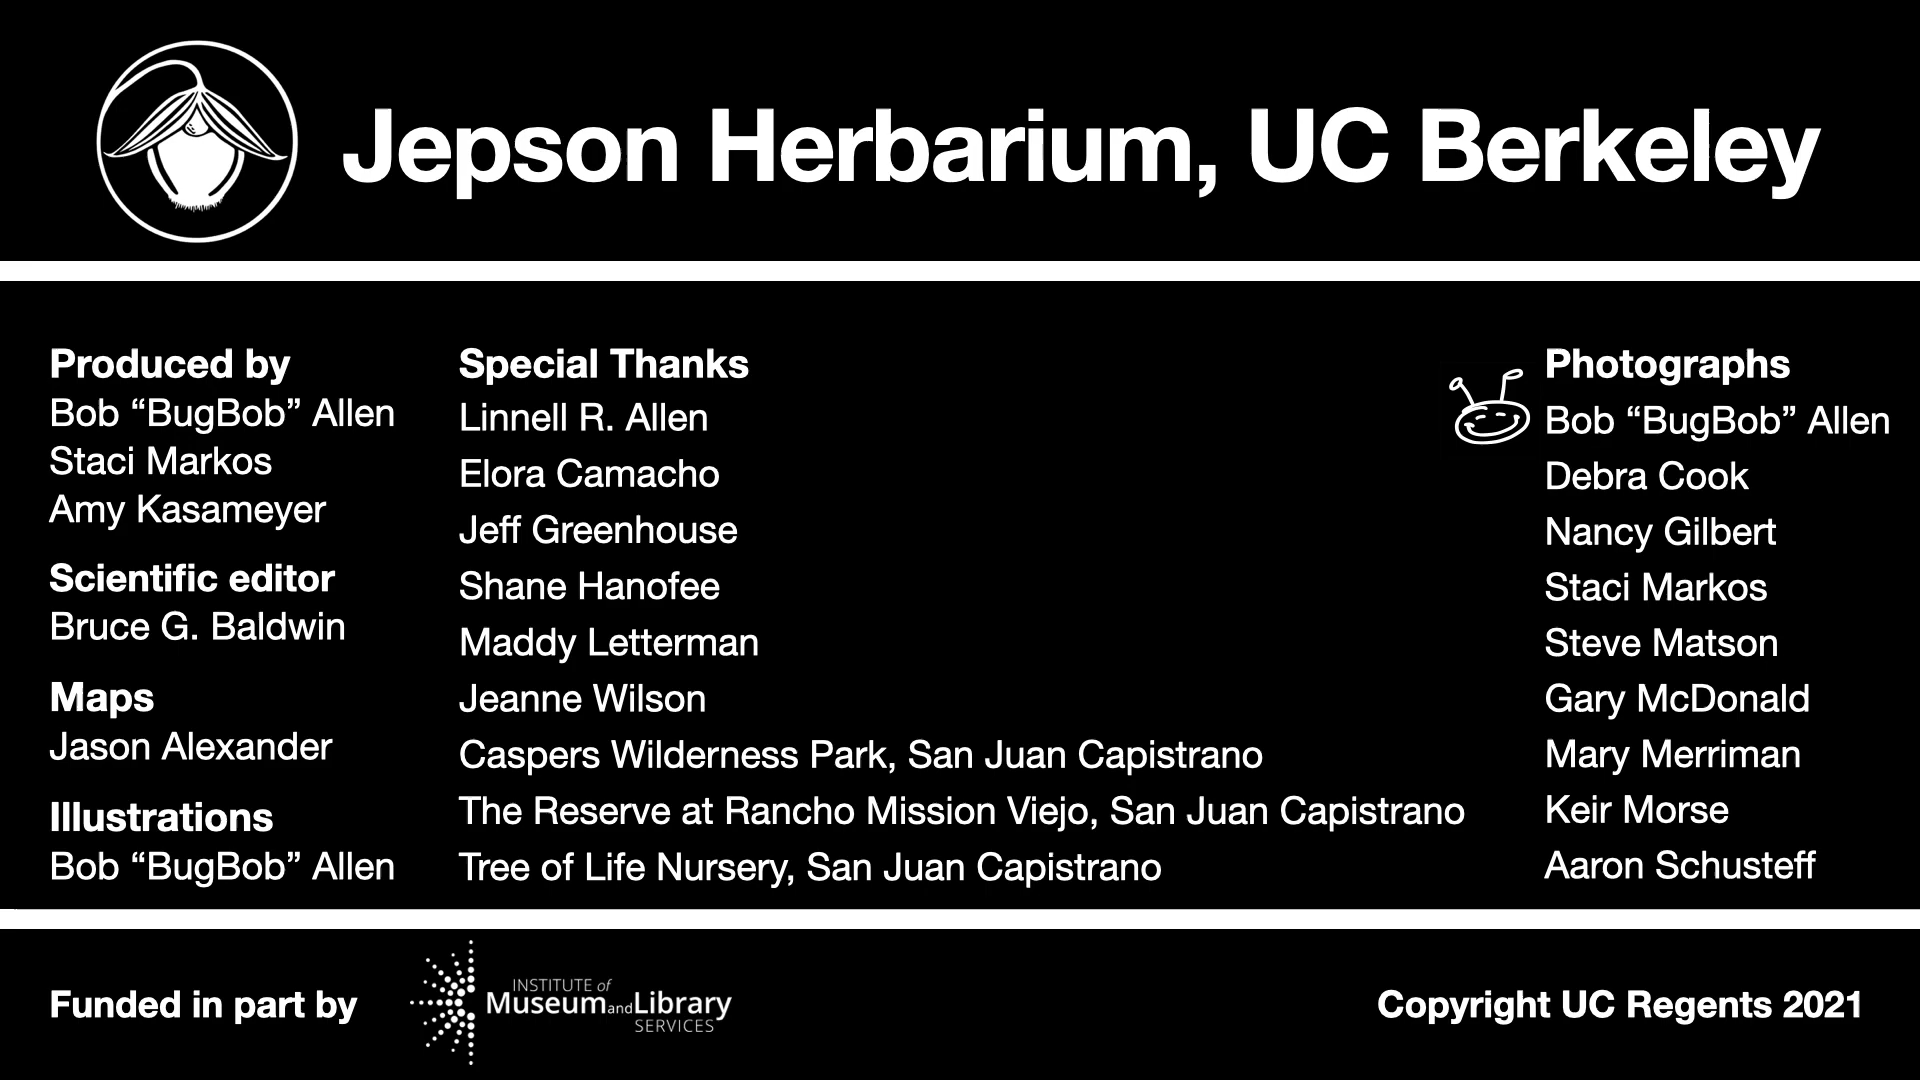 Jepson Herbarium, UC Berkeley
Produced by
Bob “BugBob” Allen
Staci Markos
Amy Kasameyer
Scientific editor
Bruce G. Baldwin
Maps
Jason Alexander
Illustrations
Bob “BugBob” Allen
Special Thanks
Linnell R. Allen
Elora Camacho
Jeff Greenhouse
Shane Hanofee
Maddy Letterman
Jeanne Wilson
Caspers Wilderness Park, San Juan Capistrano
The Reserve at Rancho Mission Viejo, San Juan Capistrano
Tree of Life Nursery, San Juan Capistrano
Photographs
Bob “BugBob” Allen
Debra Cook
Nancy Gilbert
Staci Markos
Steve Matson
Gary McDonald
Mary Merriman
Keir Morse
Aaron Schusteff
Funded in part by
INSTITUTE of
Museum and Library
SERVICES
Copyright UC Regents 2021